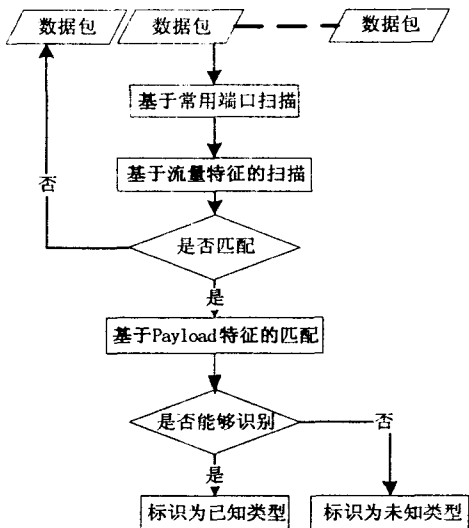 数据包 数据包 数据包
基于常用端口扫描
基于流量特征的扫描
否
是否匹配
是
基于Payload特征的匹配
是否能够识别
否
是
标识为已知类型
标识为未知类型